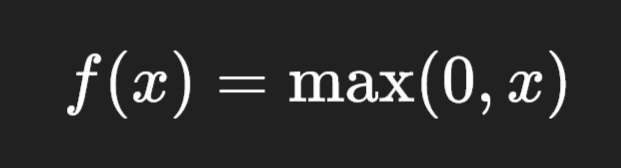 f(x) = max(0, x)